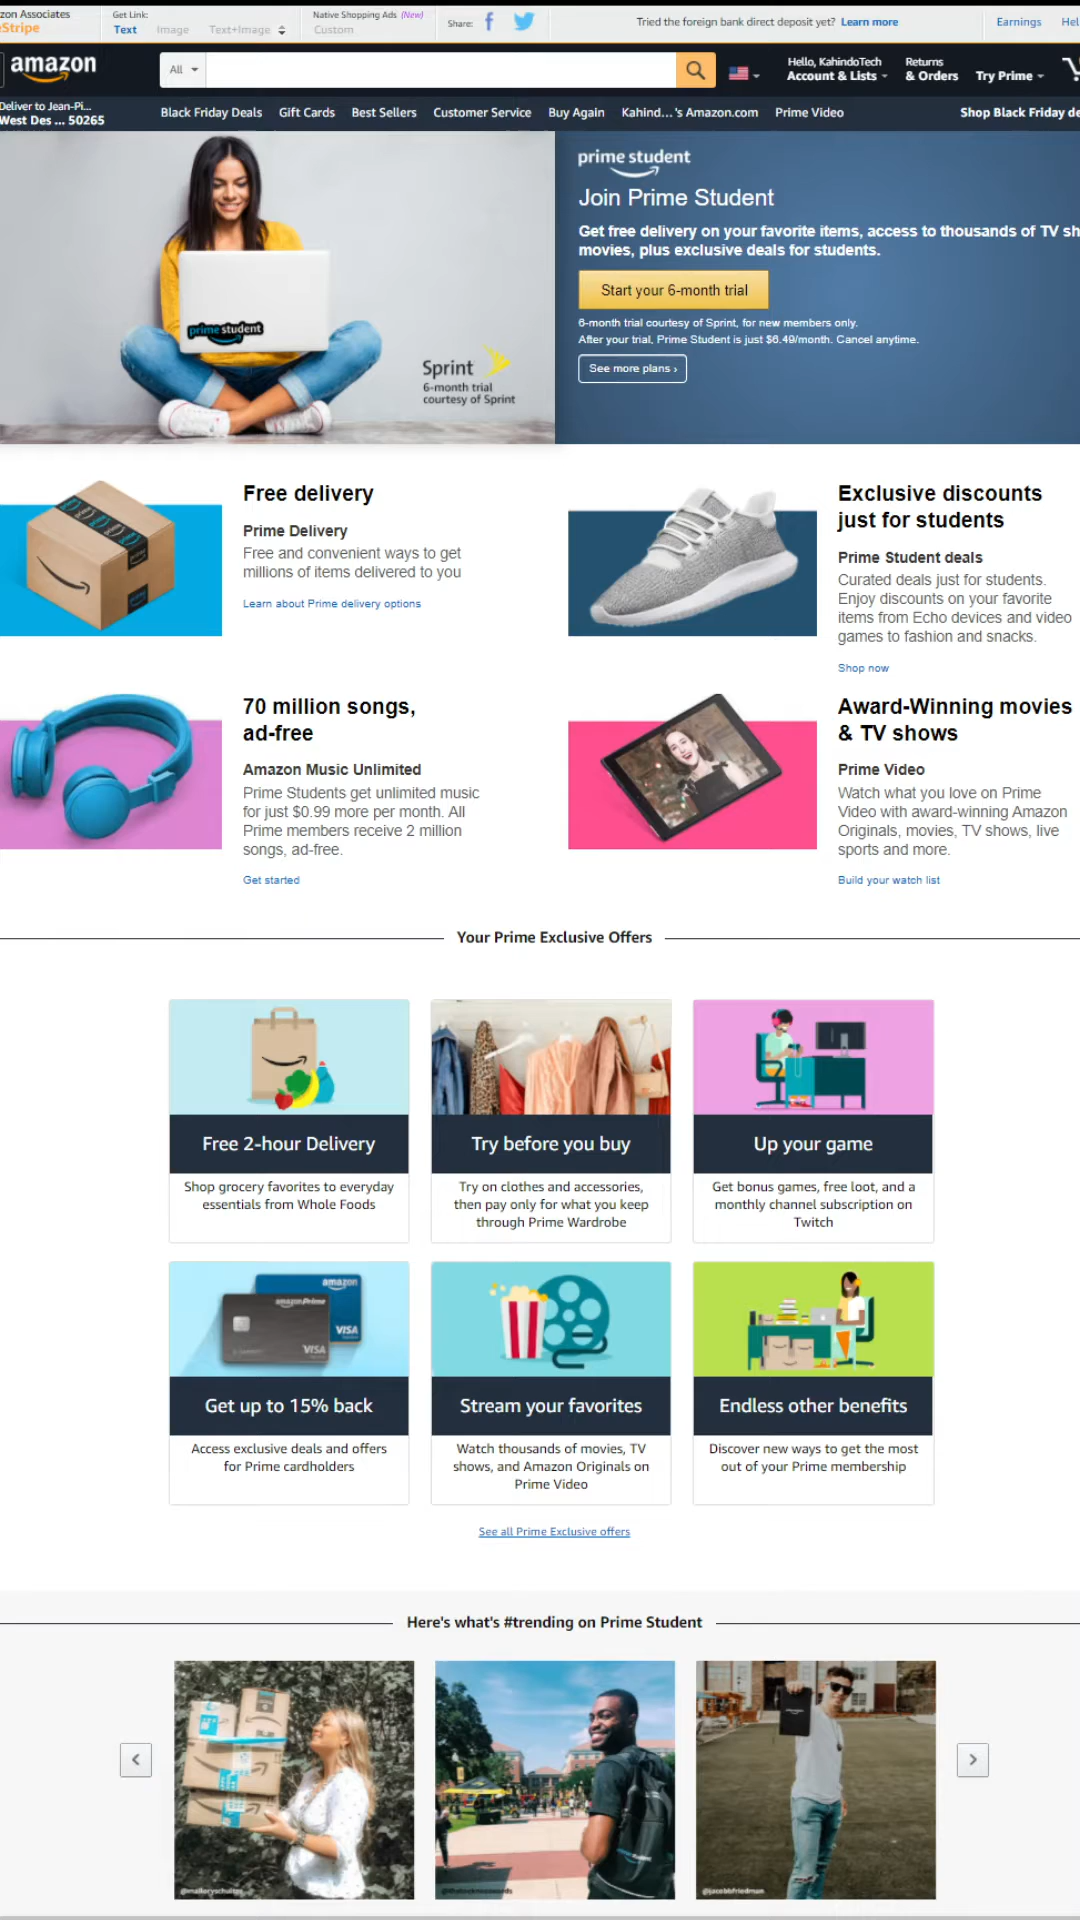 zon Associates
eStripe
Get Link:
Text Image Text+Image
Native Shopping Ads (New)
Custom
Share:
Tried the foreign bank direct deposit yet? Learn more
Earnings Hel
amazon
All
Hello, KahindoTech
Account & Lists
Returns
& Orders
Try Prime
Deliver to Jean-Pi...
West Des ... 50265
Black Friday Deals Gift Cards Best Sellers Customer Service Buy Again Kahind...'s Amazon.com Prime Video
Shop Black Friday de
prime student
Sprint
6-month trial
courtesy of Sprint
prime student
Join Prime Student
Get free delivery on your favorite items, access to thousands of TV sh
movies, plus exclusive deals for students.
Start your 6-month trial
6-month trial courtesy of Sprint, for new members only.
After your trial, Prime Student is just $6.49/month. Cancel anytime.
See more plans ›
Free delivery
Prime Delivery
Free and convenient ways to get
millions of items delivered to you
Learn about Prime delivery options
Exclusive discounts
just for students
Prime Student deals
Curated deals just for students.
Enjoy discounts on your favorite
items from Echo devices and video
games to fashion and snacks.
Shop now
70 million songs,
ad-free
Amazon Music Unlimited
Prime Students get unlimited music
for just $0.99 more per month. All
Prime members receive 2 million
songs, ad-free.
Get started
Award-Winning movies
& TV shows
Prime Video
Watch what you love on Prime
Video with award-winning Amazon
Originals, movies, TV shows, live
sports and more.
Build your watch list
Your Prime Exclusive Offers
Free 2-hour Delivery
Shop grocery favorites to everyday
essentials from Whole Foods
Try before you buy
Try on clothes and accessories,
then pay only for what you keep
through Prime Wardrobe
Up your game
Get bonus games, free loot, and a
monthly channel subscription on
Twitch
amazon
amazonPrime
VISA
VISA
Get up to 15% back
Access exclusive deals and offers
for Prime cardholders
Stream your favorites
Watch thousands of movies, TV
shows, and Amazon Originals on
Prime Video
Endless other benefits
Discover new ways to get the most
out of your Prime membership
See all Prime Exclusive offers
Here's what's #trending on Prime Student
@malloryschultze
@jacobbfriedman